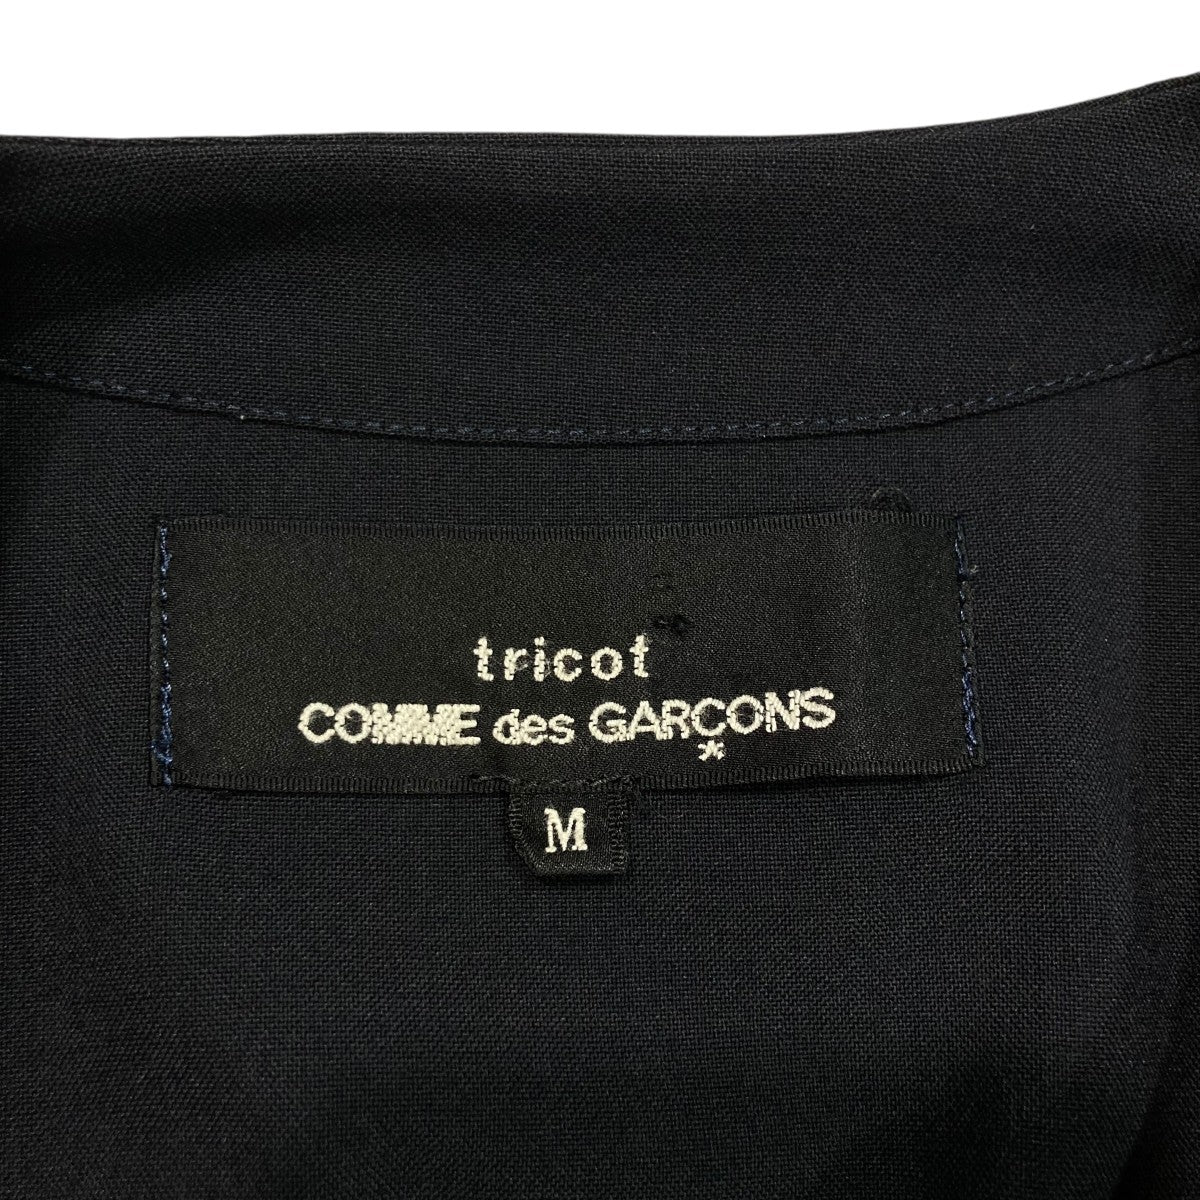 tricot
COMME des GARÇONS
*
M